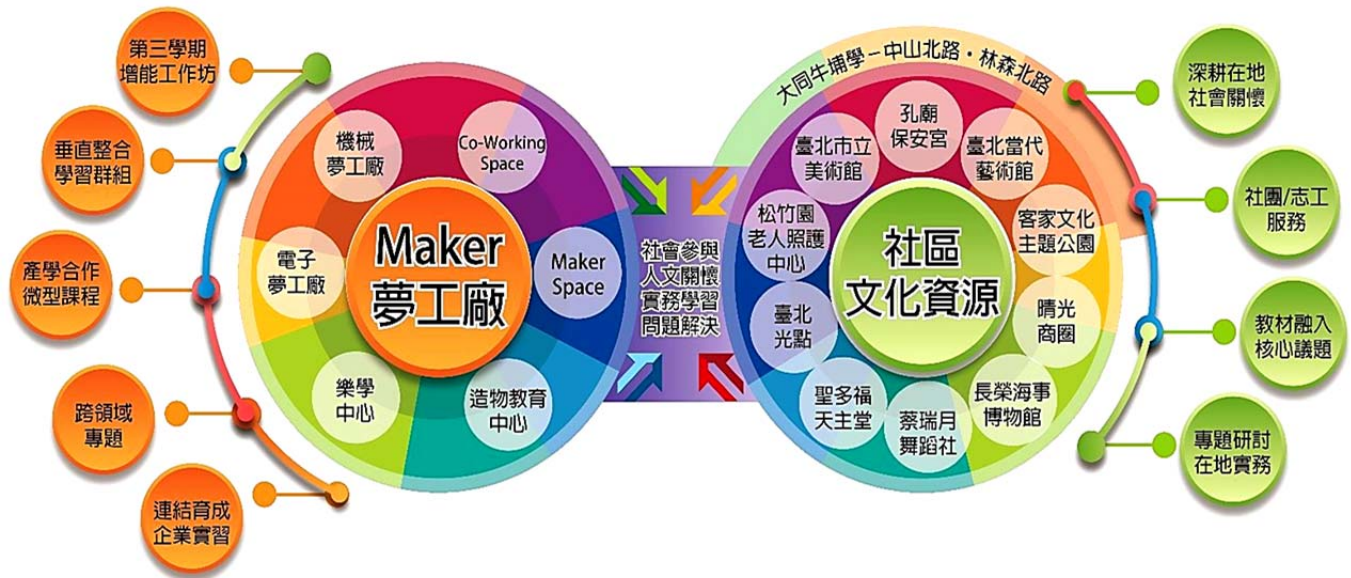 第三學期
增能工作坊
垂直整合
學習群組
產學合作
微型課程
跨領域
專題
連結育成
企業實習
機械
夢工廠
Co-Working
Space
電子
夢工廠
Maker
夢工廠
Maker
Space
樂學
中心
造物教育
中心
社會參與
人文關懷
實務學習
問題解決
大同牛埔學－中山北路・林森北路
孔廟
保安宮
臺北市立
美術館
臺北當代
藝術館
松竹園
老人照護
中心
社區
文化資源
客家文化
主題公園
臺北
光點
晴光
商圈
聖多福
天主堂
蔡瑞月
舞蹈社
長榮海事
博物館
深耕在地
社會關懷
社團/志工
服務
教材融入
核心議題
專題研討
在地實務